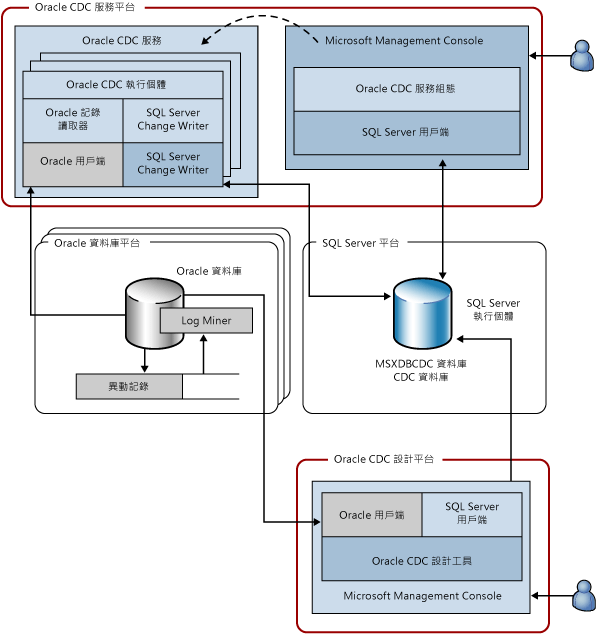 Oracle CDC 服務平台
Oracle CDC 服務
Oracle CDC 執行個體
Oracle 記錄
讀取器
SQL Server
Change Writer
Oracle 用戶端
SQL Server
Change Writer
Microsoft Management Console
Oracle CDC 服務組態
SQL Server 用戶端
Oracle 資料庫平台
Oracle 資料庫
Log Miner
異動記錄
SQL Server 平台
SQL Server
執行個體
MSXDBCDC 資料庫
CDC 資料庫
Oracle CDC 設計平台
Oracle 用戶端
SQL Server
用戶端
Oracle CDC 設計工具
Microsoft Management Console